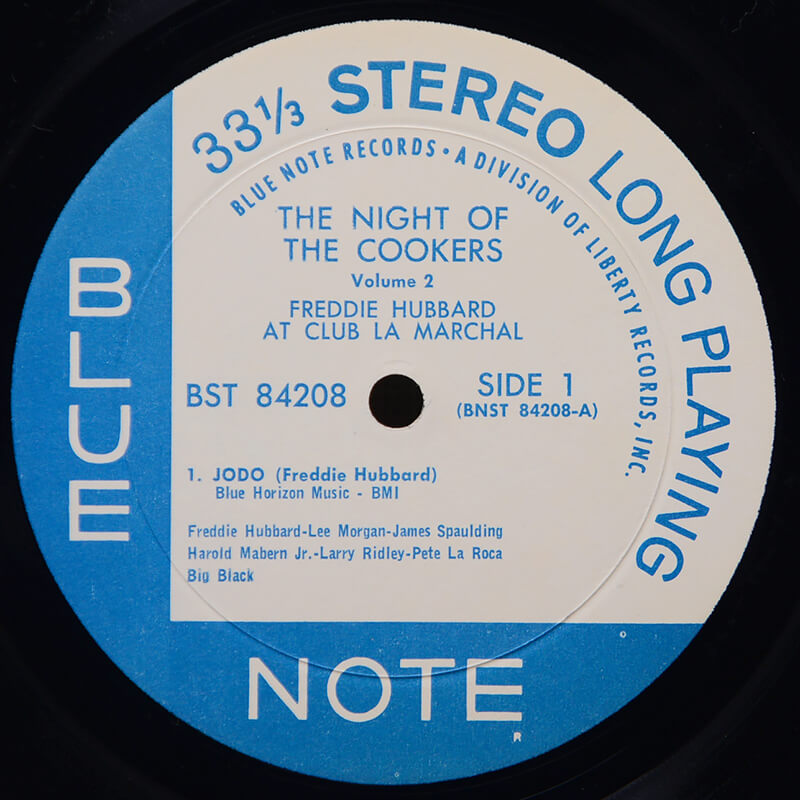 33⅓ STEREO LONG PLAYING
BLUE NOTE RECORDS • A DIVISION OF LIBERTY RECORDS, INC.
THE NIGHT OF
THE COOKERS
Volume 2
FREDDIE HUBBARD
AT CLUB LA MARCHAL
BST 84208
SIDE 1
(BNST 84208-A)
1. JODO (Freddie Hubbard)
Blue Horizon Music - BMI
Freddie Hubbard-Lee Morgan-James Spaulding
Harold Mabern Jr.-Larry Ridley-Pete La Roca
Big Black
BLUE
NOTE
R